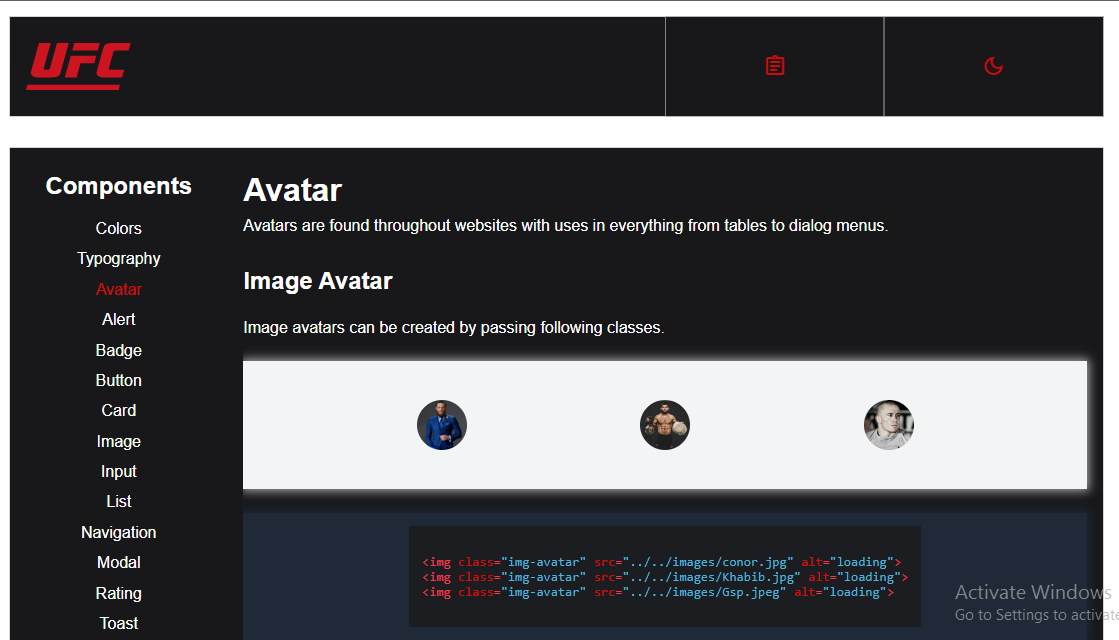 UFC
Components
Colors
Typography
Avatar
Alert
Badge
Button
Card
Image
Input
List
Navigation
Modal
Rating
Toast
Avatar
Avatars are found throughout websites with uses in everything from tables to dialog menus.
Image Avatar
Image avatars can be created by passing following classes.
<img class="img-avatar" src="../../images/conor.jpg" alt="loading">
<img class="img-avatar" src="../../images/Khabib.jpg" alt="loading">
<img class="img-avatar" src="../../images/Gsp.jpeg" alt="loading">
Activate Windows
Go to Settings to activate